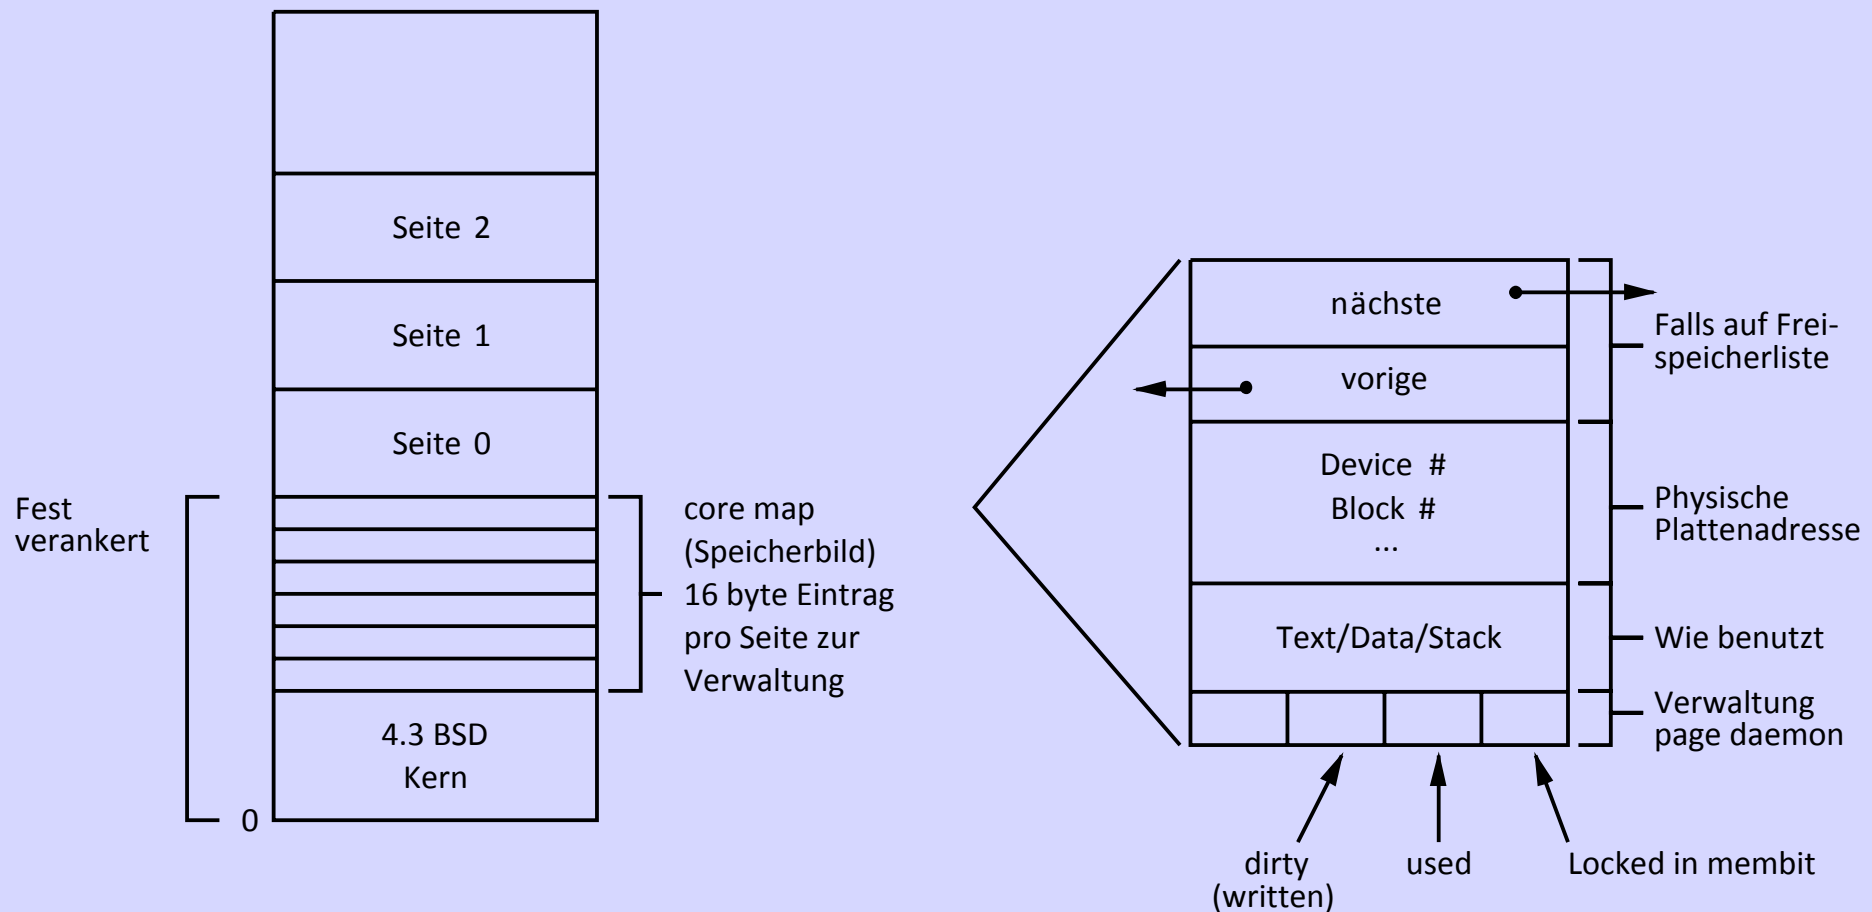 Seite 2
Seite 1
Seite 0
Fest
verankert
core map
(Speicherbild)
16 byte Eintrag
pro Seite zur
Verwaltung
4.3 BSD
Kern
0
nächste
vorige
Device #
Block #
...
Text/Data/Stack
Falls auf Frei-
speicherliste
Physische
Plattenadresse
Wie benutzt
Verwaltung
page daemon
dirty
(written)
used
Locked in membit